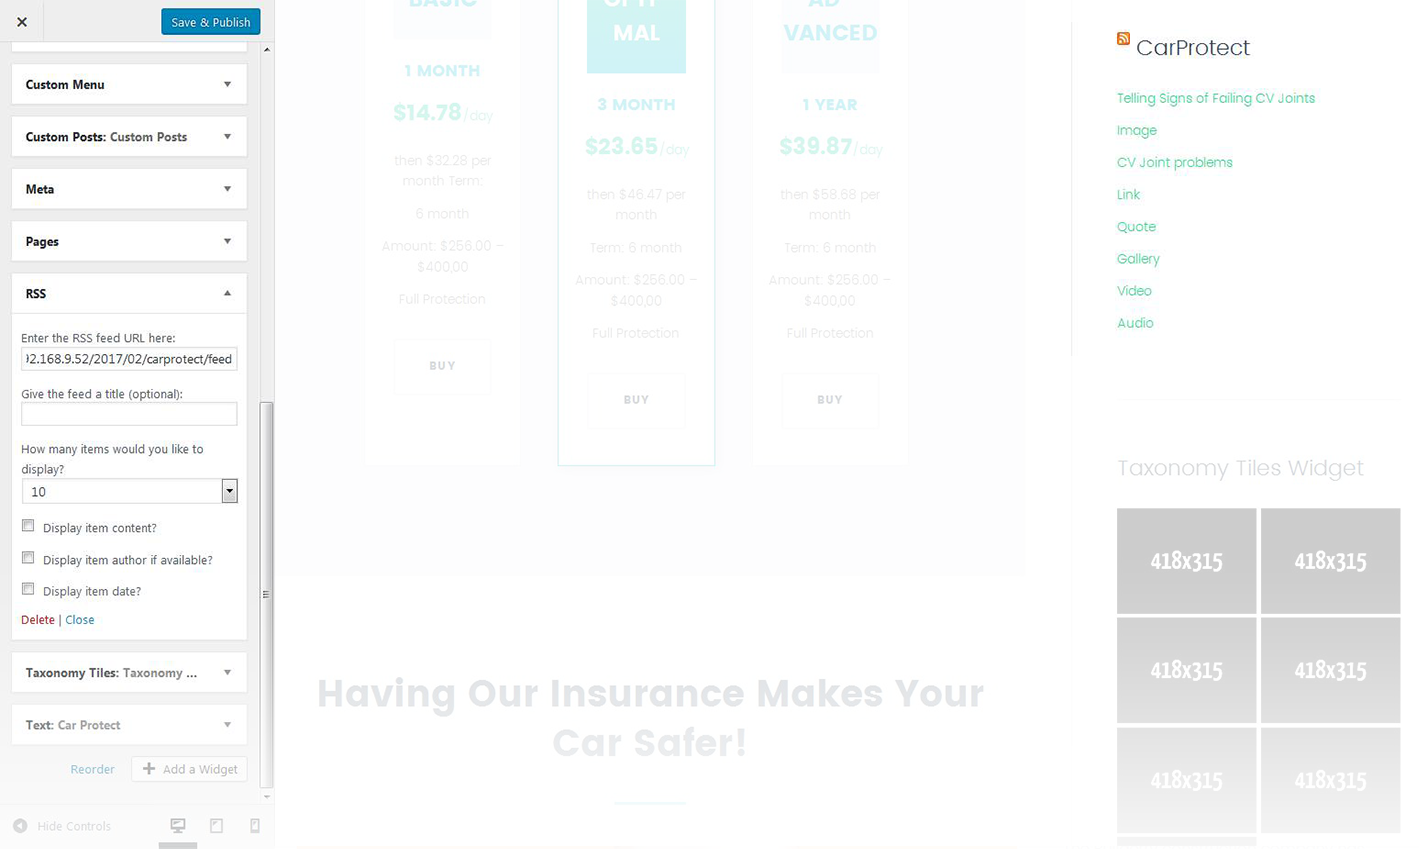 Save & Publish
Custom Menu
Custom Posts: Custom Posts
Meta
Pages
RSS
Enter the RSS feed URL here:
92.168.9.52/2017/02/carprotect/feed
Give the feed a title (optional):
How many items would you like to
display?
10
Display item content?
Display item author if available?
Display item date?
Delete | Close
Taxonomy Tiles: Taxonomy ...
Text: Car Protect
Reorder
Add a Widget
Hide Controls
BASIC
1 MONTH
$14.78/day
then $32.28 per
month Term:
6 month
Amount: $256.00 –
$400,00
Full Protection
BUY
OPTI
MAL
3 MONTH
$23.65/day
then $46.47 per
month
Term: 6 month
Amount: $256.00 –
$400,00
Full Protection
BUY
AD
VANCED
1 YEAR
$39.87/day
then $58.68 per
month
Term: 6 month
Amount: $256.00 –
$400,00
Full Protection
BUY
Having Our Insurance Makes Your
Car Safer!
CarProtect
Telling Signs of Failing CV Joints
Image
CV Joint problems
Link
Quote
Gallery
Video
Audio
Taxonomy Tiles Widget
418x315
418x315
418x315
418x315
418x315
418x315